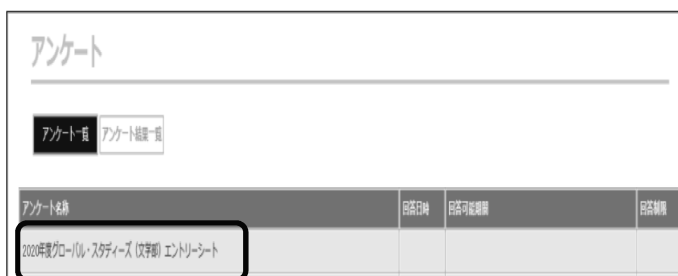 アンケート
アンケート一覧 アンケート結果一覧
アンケート名称 回答日時 回答可能期間 回答制限
2020年度グローバル・スタディーズ（文学部）エントリーシート